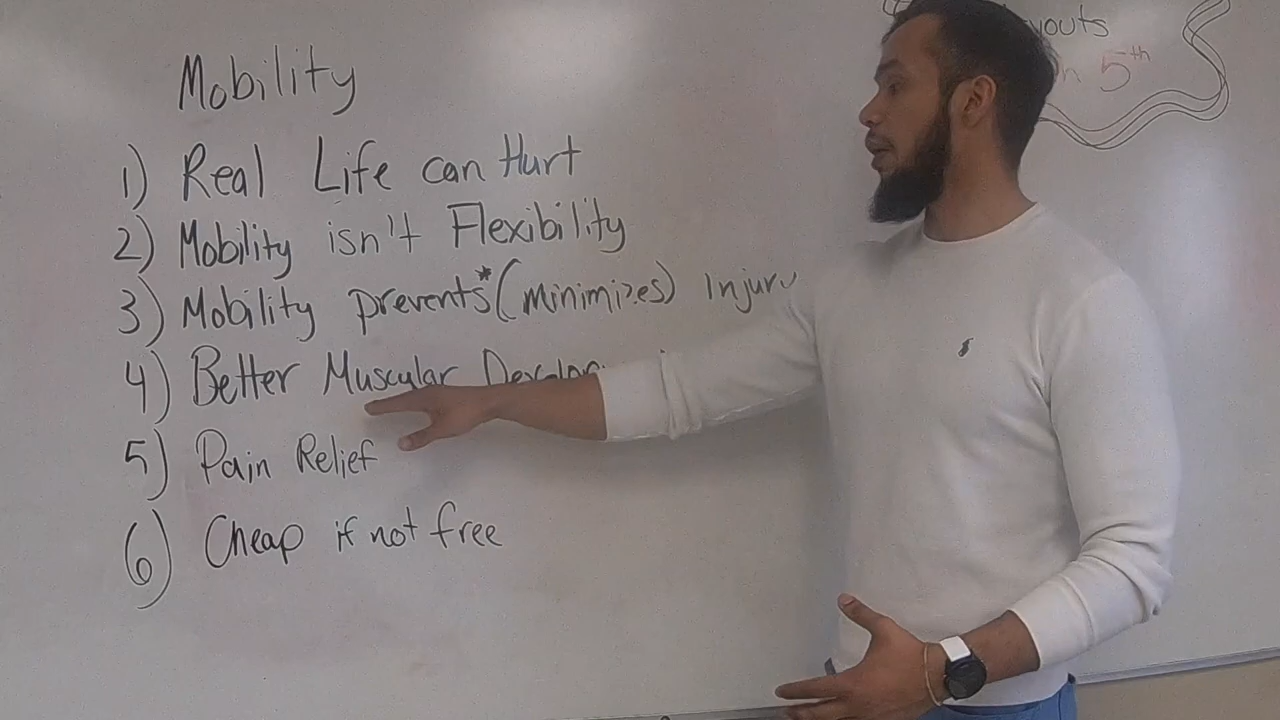 Mobility
1) Real Life can Hurt
2) Mobility isn't Flexibility
3) Mobility prevents* (minimizes) Injury
4) Better Muscular
5) Pain Relief
6) Cheap if not free
5th